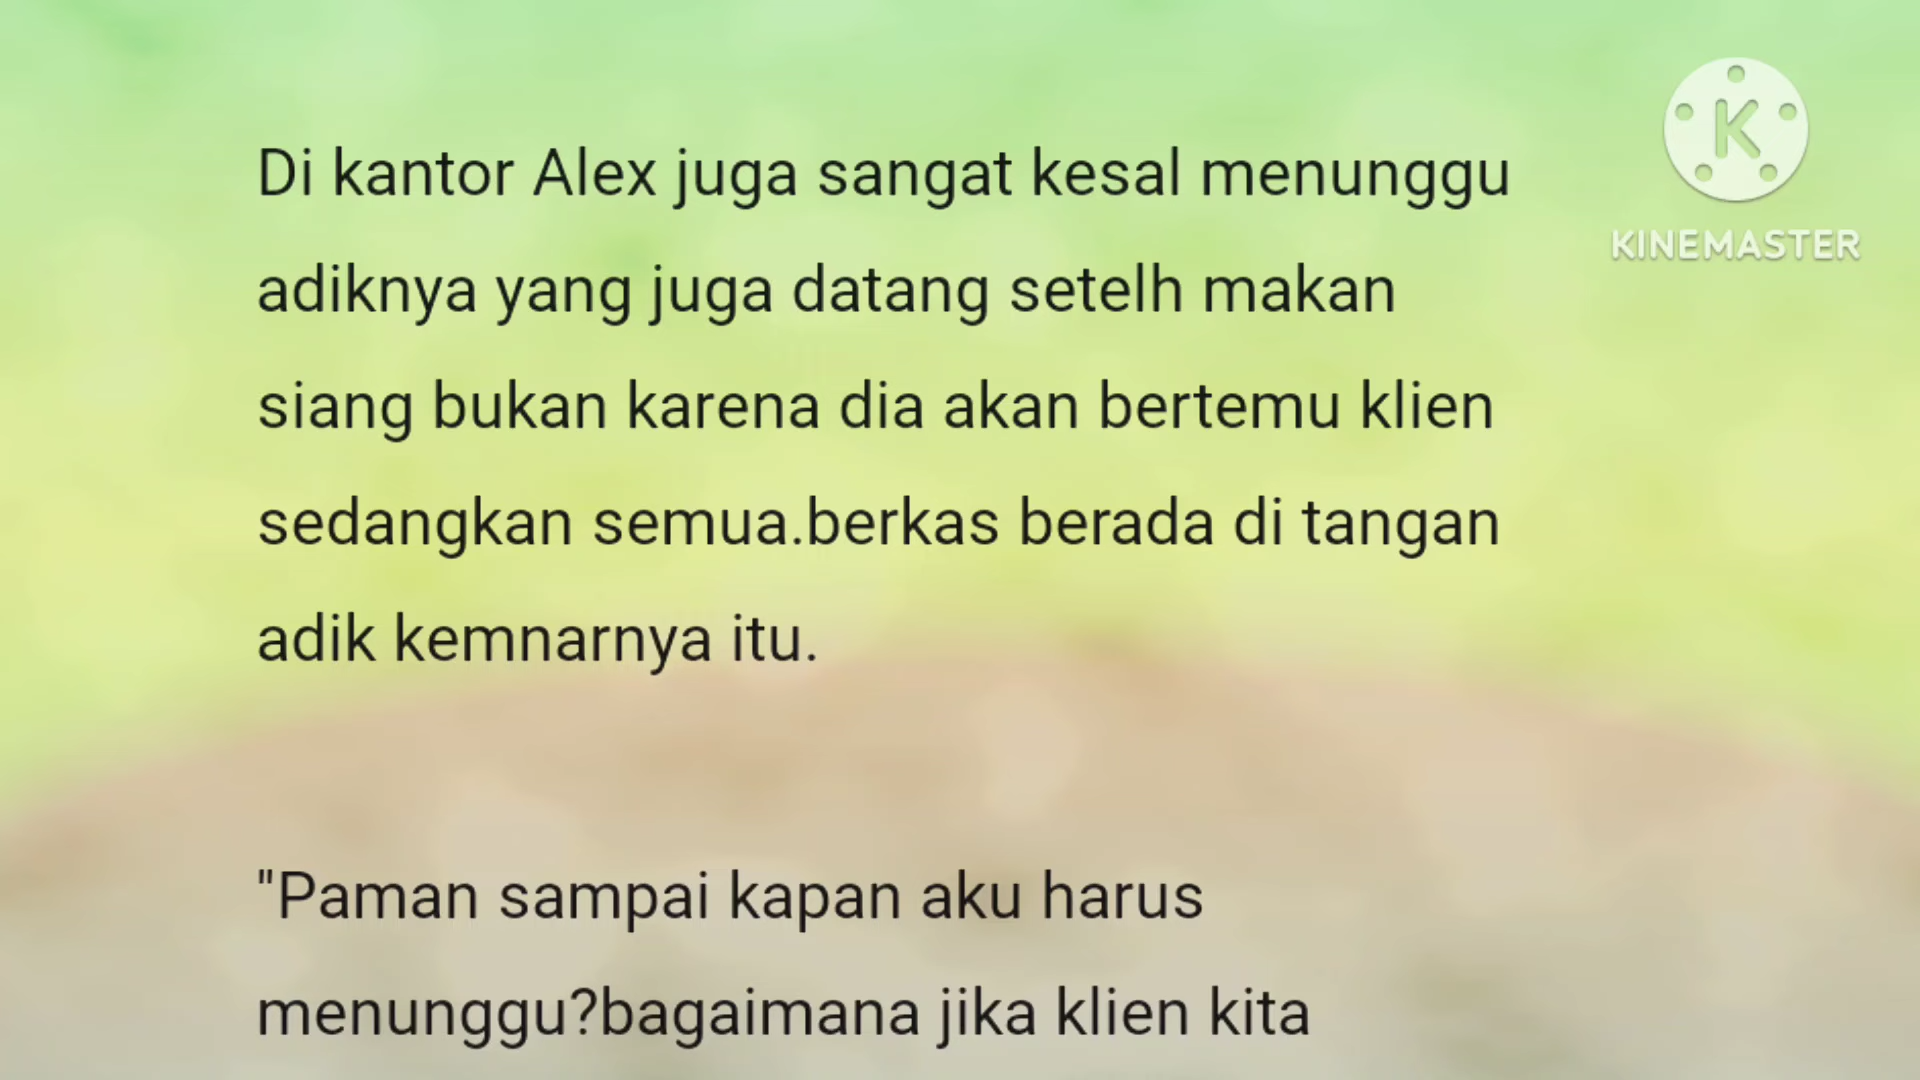 Di kantor Alex juga sangat kesal menunggu
adiknya yang juga datang setelh makan
siang bukan karena dia akan bertemu klien
sedangkan semua.berkas berada di tangan
adik kemnarnya itu.
"Paman sampai kapan aku harus
menunggu?bagaimana jika klien kita
K
KINEMASTER